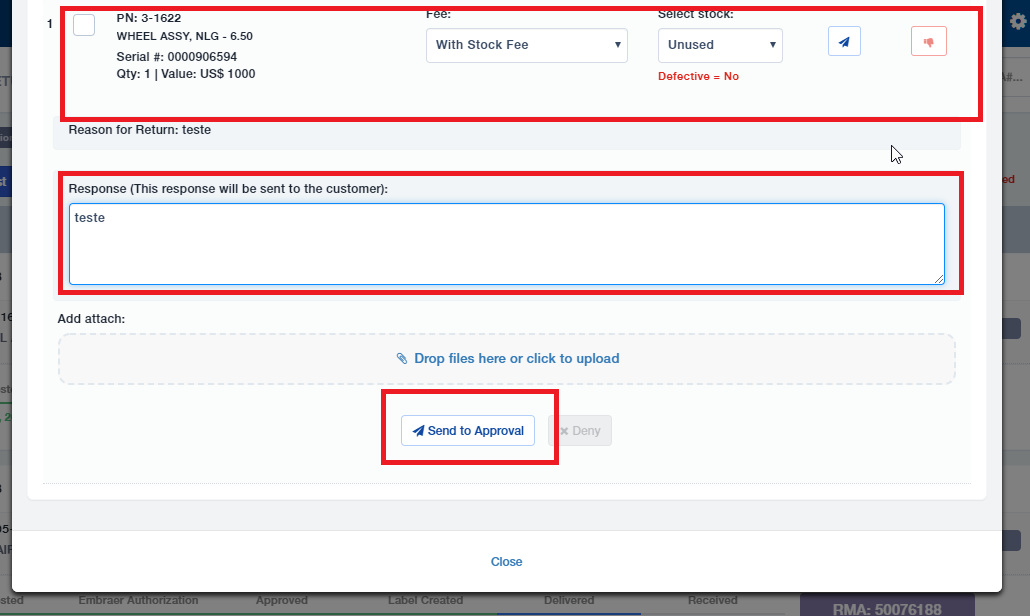 1
PN: 3-1622
WHEEL ASSY, NLG - 6.50
Serial #: 0000906594
Qty: 1 | Value: US$ 1000
Fee:
With Stock Fee
Select stock:
Unused
Defective = No
Reason for Return: teste
Response (This response will be sent to the customer):
teste
Add attach:
Drop files here or click to upload
Send to Approval
Deny
Close
Embraer Authorization
Approved
Label Created
Delivered
Received
RMA: 50076188